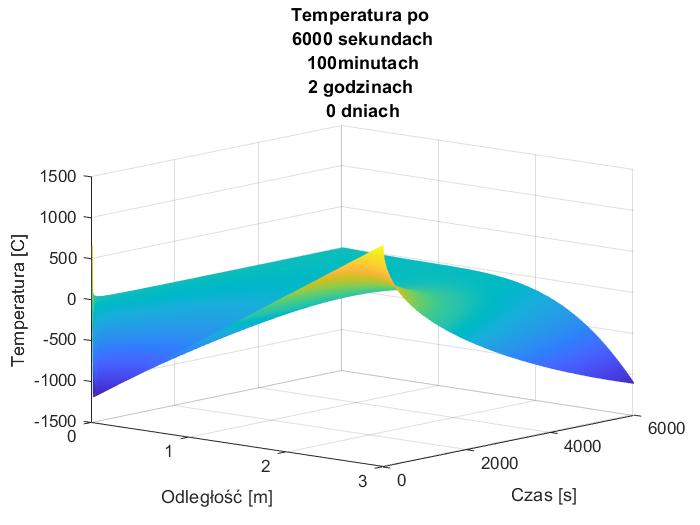 Temperatura po
6000 sekundach
100minutach
2 godzinach
0 dniach
1500
1000
500
0
-500
-1000
-1500
Temperatura [C]
0
1
2
3
Odległość [m]
0
2000
4000
6000
Czas [s]